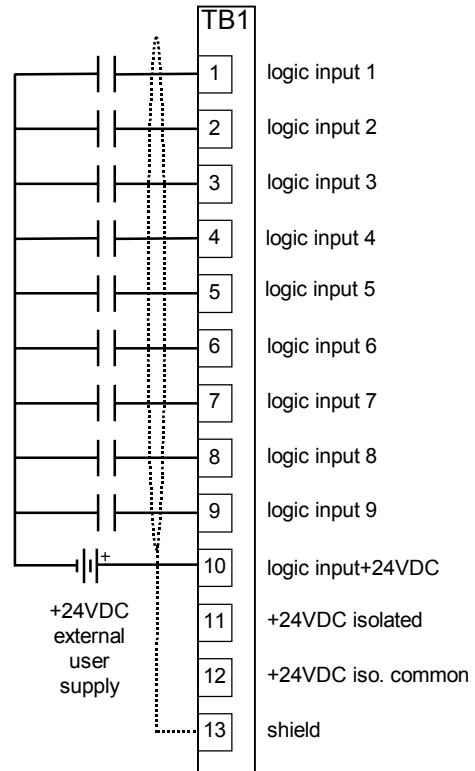 TB1
1 logic input 1
2 logic input 2
3 logic input 3
4 logic input 4
5 logic input 5
6 logic input 6
7 logic input 7
8 logic input 8
9 logic input 9
+ 10 logic input+24VDC
+24VDC
external
user
supply
11 +24VDC isolated
12 +24VDC iso. common
13 shield